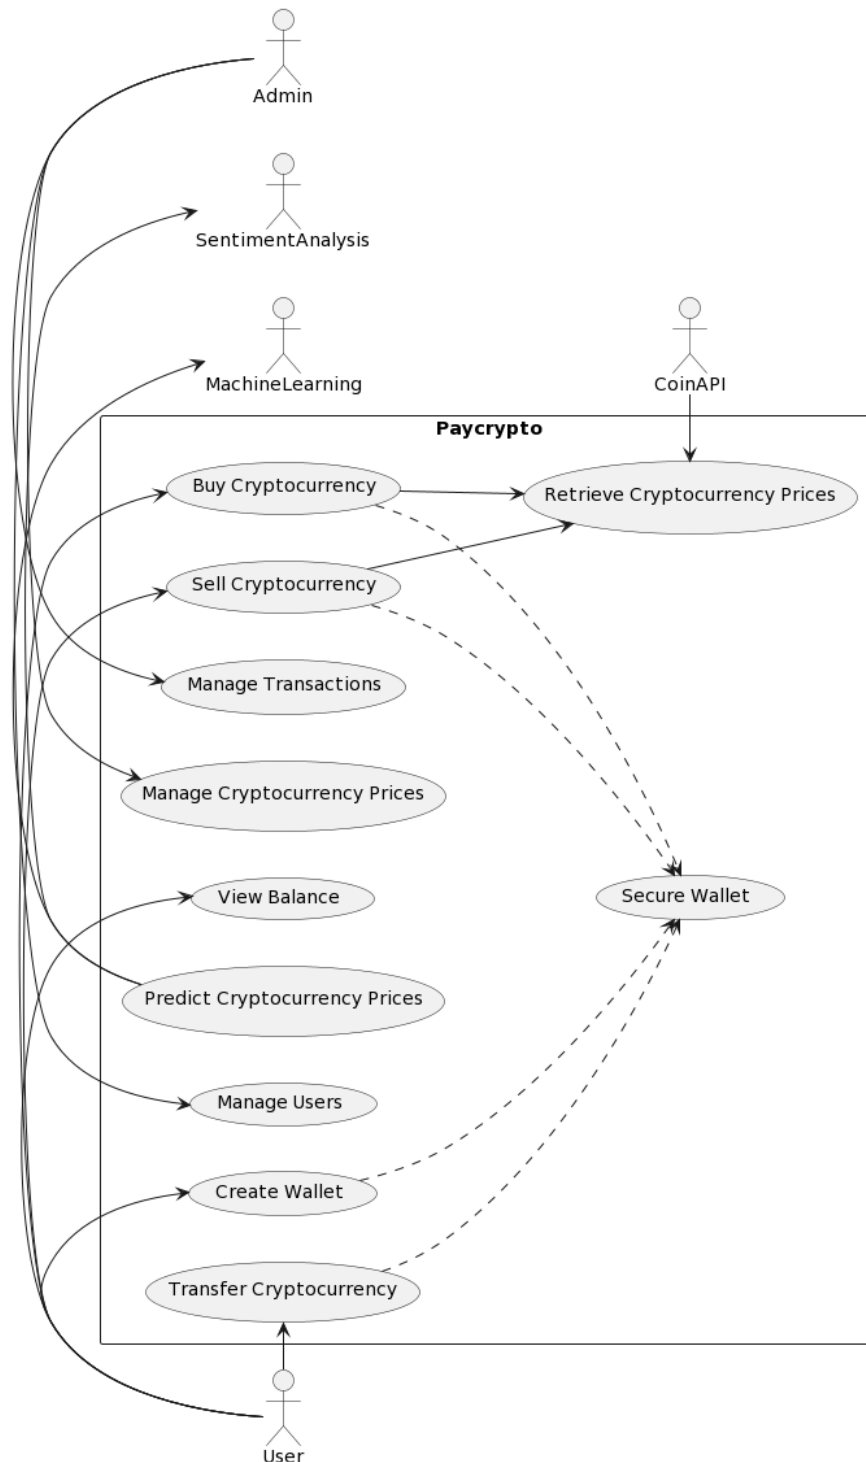 Admin
SentimentAnalysis
MachineLearning
CoinAPI
Paycrypto
Buy Cryptocurrency
Retrieve Cryptocurrency Prices
Sell Cryptocurrency
Manage Transactions
Manage Cryptocurrency Prices
View Balance
Secure Wallet
Predict Cryptocurrency Prices
Manage Users
Create Wallet
Transfer Cryptocurrency
User